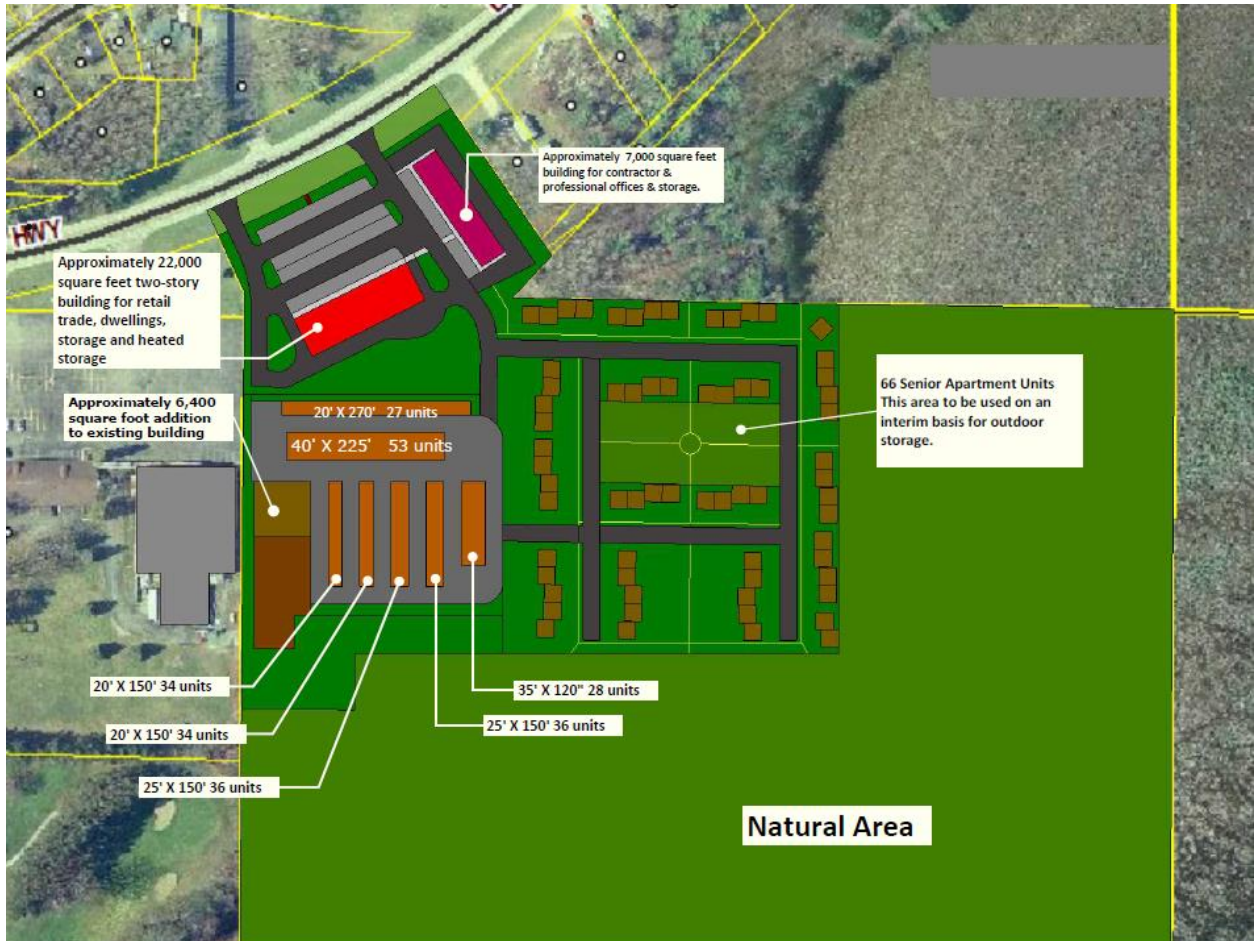 HWY
Approximately 7,000 square feet
building for contractor &
professional offices & storage.
Approximately 22,000
square feet two-story
building for retail
trade, dwellings,
storage and heated
storage
66 Senior Apartment Units
This area to be used on an
interim basis for outdoor
storage.
Approximately 6,400
square foot addition
to existing building
20' X 270' 27 units
40' X 225' 53 units
20' X 150' 34 units
35' X 120" 28 units
20' X 150' 34 units
25' X 150' 36 units
25' X 150' 36 units
Natural Area